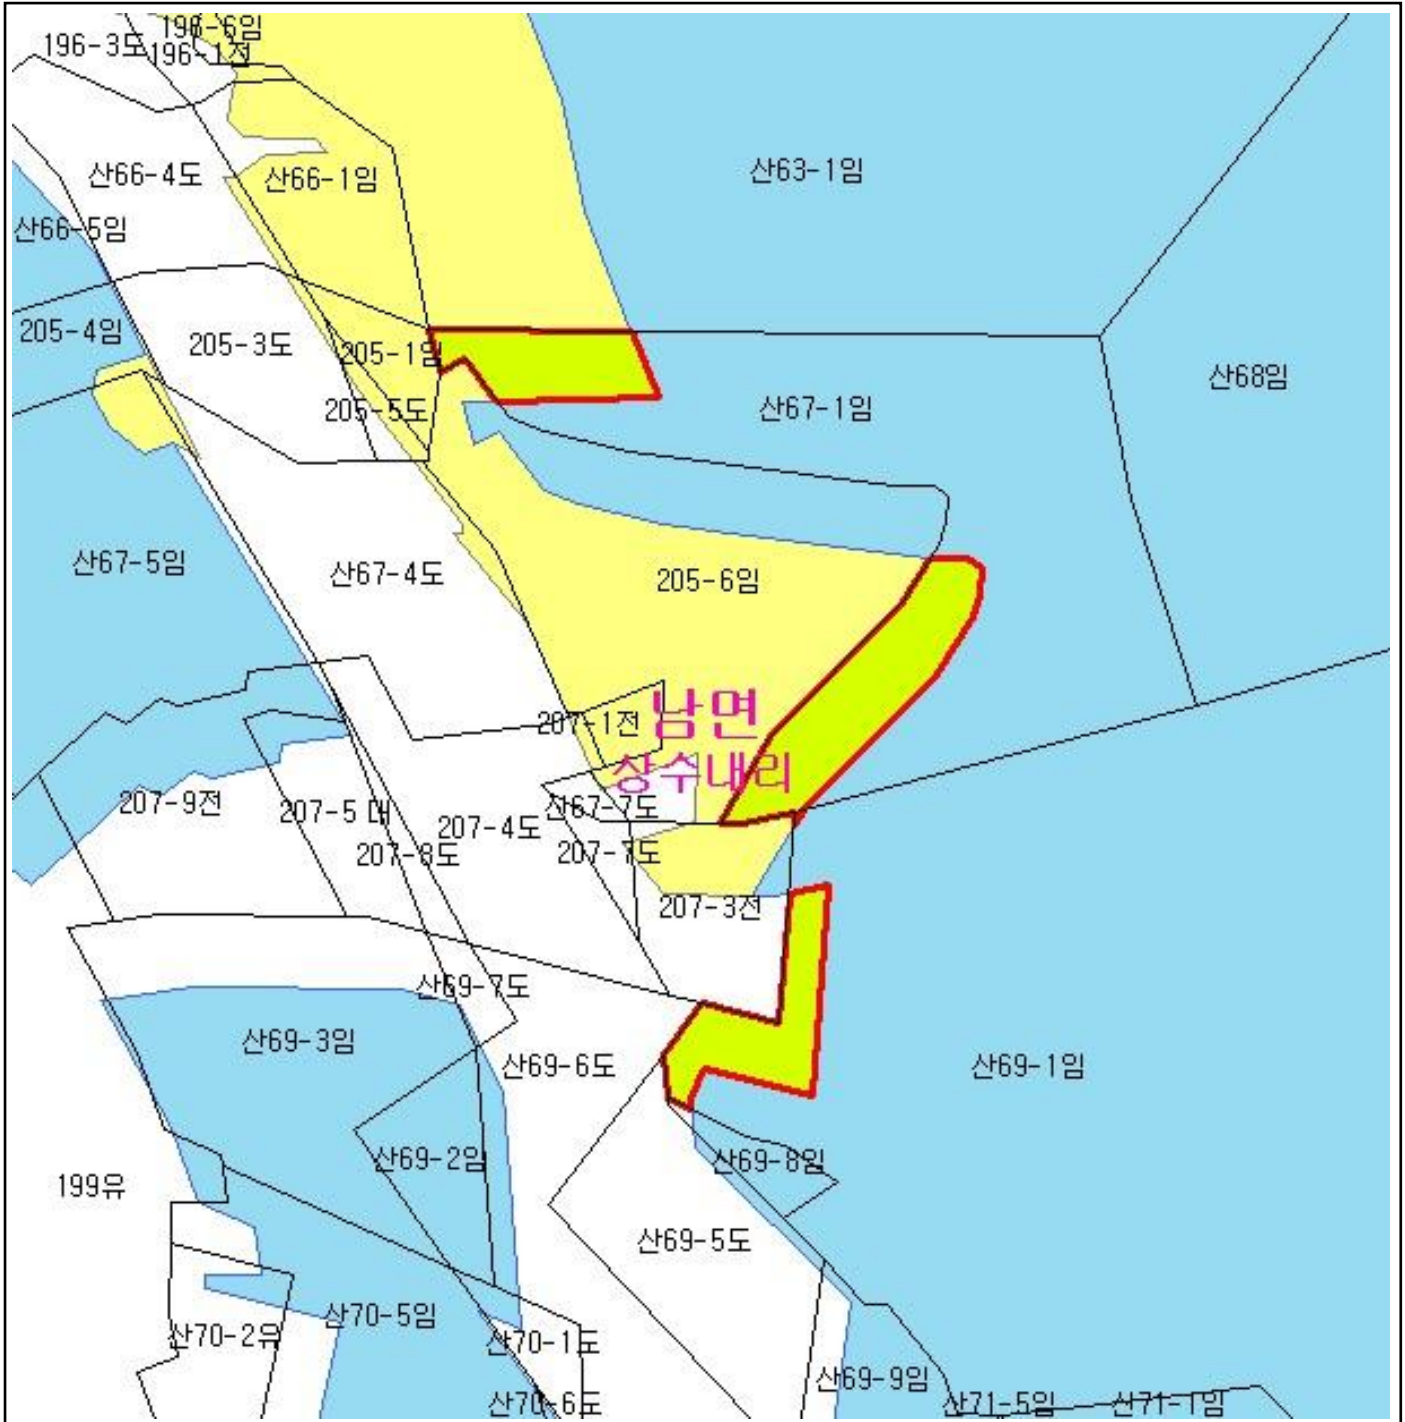 196-6임
196-3도
196-1전
산66-4도
산66-1임
산63-1임
산66-5임
205-4임
205-3도
205-1임
산68임
205-5도
산67-1임
산67-5임
산67-4도
205-6임
207-1전
남면
상수내리
207-9전
207-5 대
산67-7도
207-4도
207-8도
207-7도
207-3전
산69-7도
산69-3임
산69-6도
산69-1임
산69-2임
산69-8임
199유
산69-5도
산70-5임
산70-2유
산70-1도
산69-9임
산70-6도
산71-5임
산71-1임